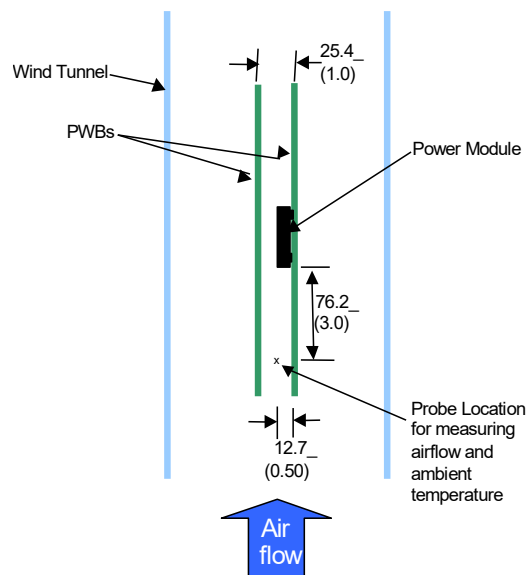 25.4_
(1.0)
Wind Tunnel
PWBs
Power Module
76.2_
(3.0)
x
Probe Location
for measuring
airflow and
ambient
temperature
12.7_
(0.50)
Air
flow